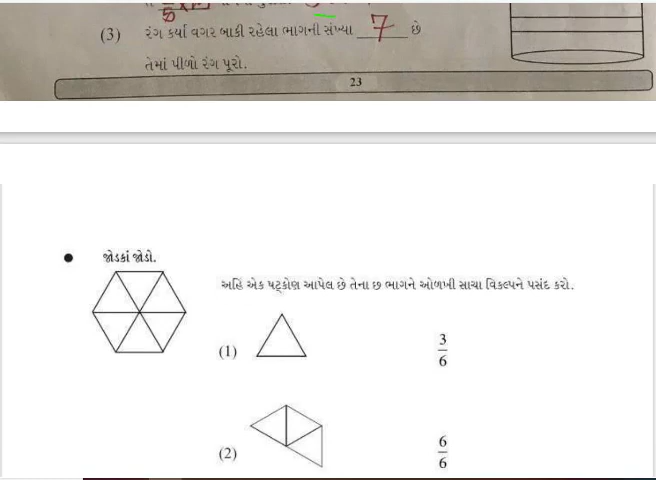 5
(3) રંગ કર્યા વગર બાકી રહેલા ભાગની સંખ્યા 7 છે
તેમાં પીળો રંગ પૂરો.
23
● જોડકાં જોડો.
અહિં એક ષટ્કોણ આપેલ છે તેના છ ભાગને ઓળખી સાચા વિકલ્પને પસંદ કરો.
(1) 3/6
(2) 6/6